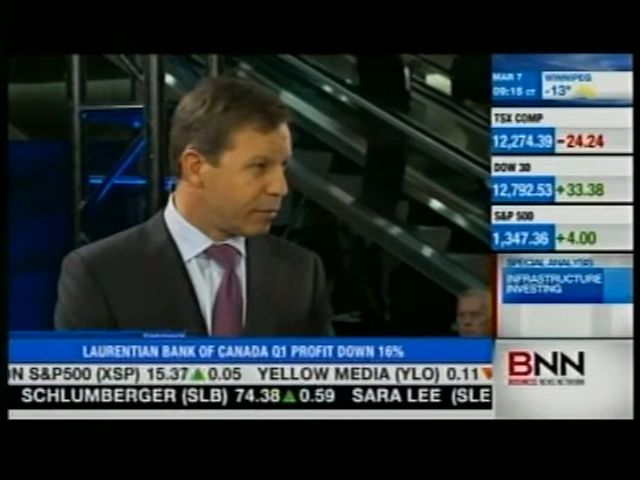 MAR 7
09:15 CT
WINNIPEG
-13°
TSX COMP
12,274.39 -24.24
DOW 30
12,792.53 +33.38
S&P 500
1,347.36 +4.00
SPECIAL ANALYSIS
INFRASTRUCTURE
INVESTING
LAURENTIAN BANK OF CANADA Q1 PROFIT DOWN 16%
ON S&P500 (XSP) 15.37▲0.05 YELLOW MEDIA (YLO) 0.11▼
SCHLUMBERGER (SLB) 74.38▲0.59 SARA LEE (SLE
BNN
BUSINESS NEWS NETWORK